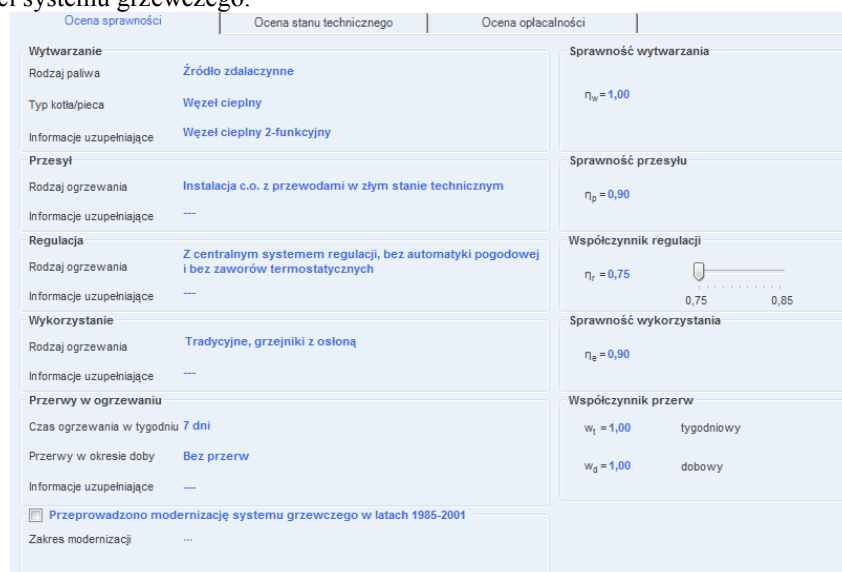 ci systemu grzewczego.
Ocena sprawności
Ocena stanu technicznego
Ocena opłacalności
Wytwarzanie
Rodzaj paliwa Źródło zdalaczynne
Typ kotła/pieca Węzeł cieplny
Informacje uzupełniające Węzeł cieplny 2-funkcyjny
Sprawność wytwarzania
ηw = 1,00
Przesył
Rodzaj ogrzewania Instalacja c.o. z przewodami w złym stanie technicznym
Informacje uzupełniające ---
Sprawność przesyłu
ηp = 0,90
Regulacja
Rodzaj ogrzewania Z centralnym systemem regulacji, bez automatyki pogodowej
i bez zaworów termostatycznych
Informacje uzupełniające ---
Współczynnik regulacji
ηr = 0,75
0,75 0,85
Wykorzystanie
Rodzaj ogrzewania Tradycyjne, grzejniki z osłoną
Informacje uzupełniające ---
Sprawność wykorzystania
ηe = 0,90
Przerwy w ogrzewaniu
Czas ogrzewania w tygodniu 7 dni
Przerwy w okresie doby Bez przerw
Informacje uzupełniające ---
Współczynnik przerw
wt = 1,00 tygodniowy
wd = 1,00 dobowy
Przeprowadzono modernizację systemu grzewczego w latach 1985-2001
Zakres modernizacji ---